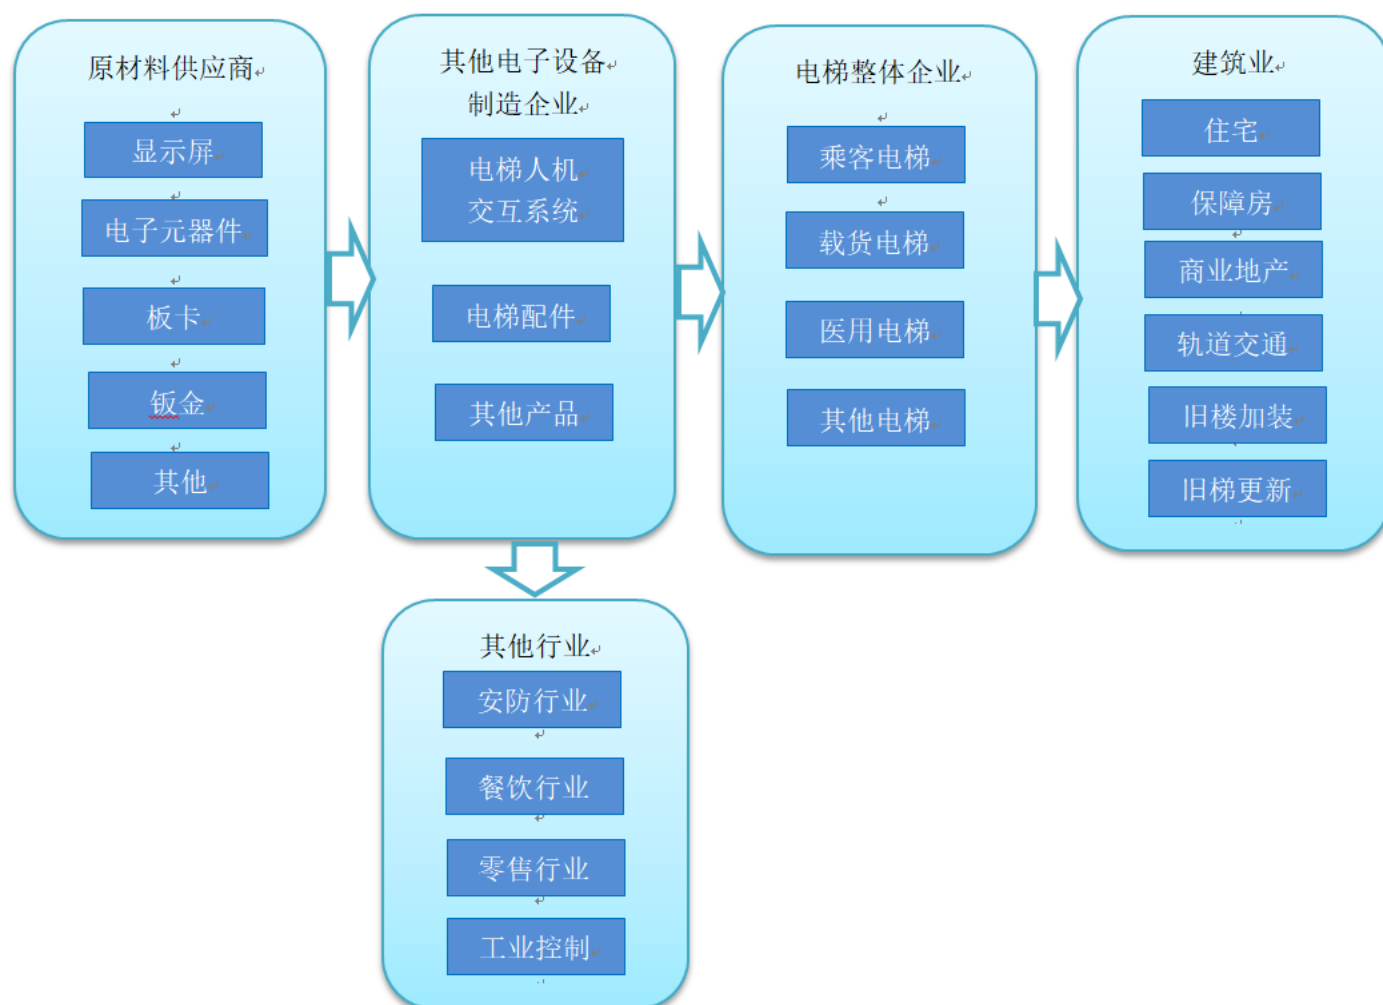 原材料供应商
显示屏
电子元器件
板卡
钣金
其他
其他电子设备
制造企业
电梯人机
交互系统
电梯配件
其他产品
电梯整体企业
乘客电梯
载货电梯
医用电梯
其他电梯
建筑业
住宅
保障房
商业地产
轨道交通
旧楼加装
旧梯更新
其他行业
安防行业
餐饮行业
零售行业
工业控制